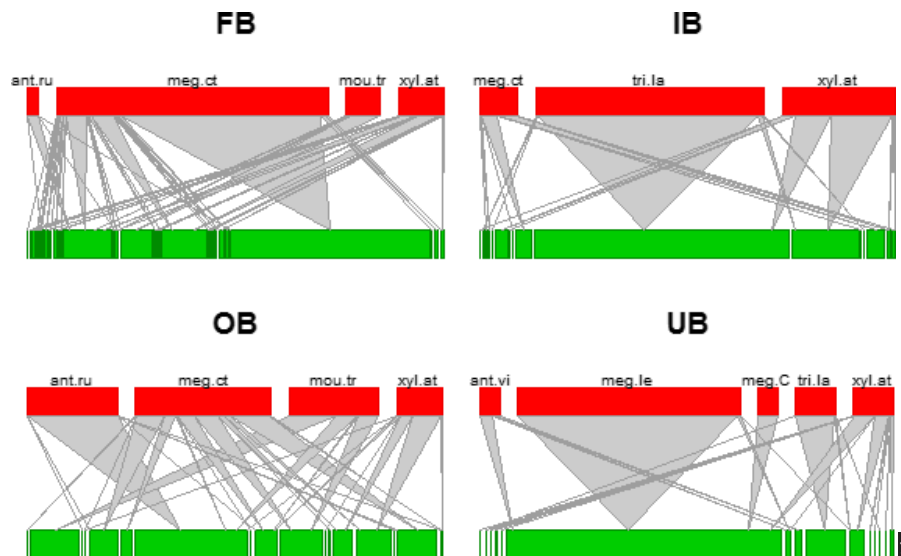 FB
IB
ant.ru meg.ct mou.tr xyl.at
meg.ct tri.la xyl.at
OB
UB
ant.ru meg.ct mou.tr xyl.at
ant.vi meg.le meg.C tri.la xyl.at